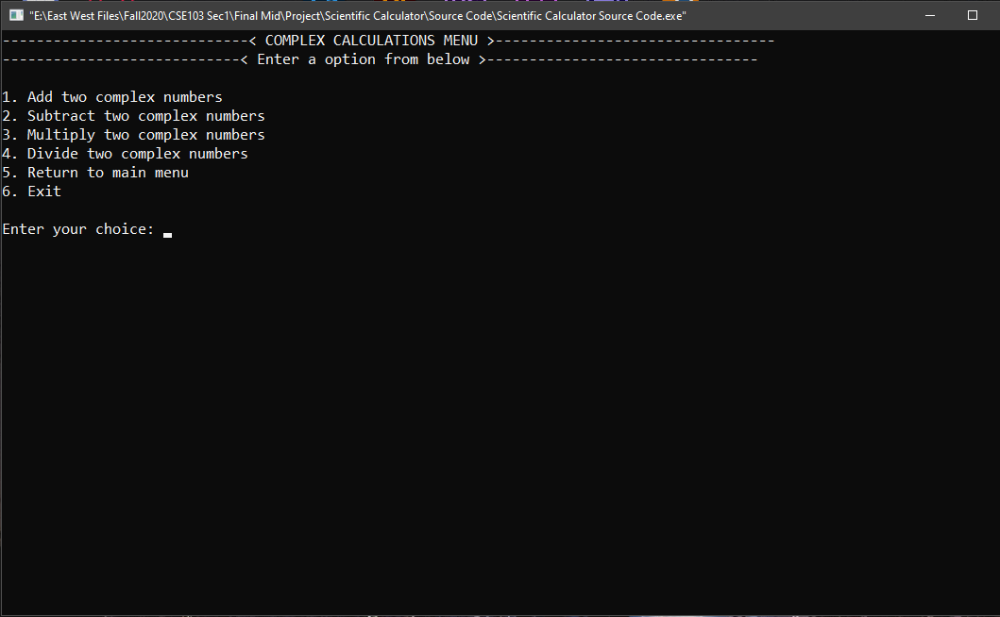 "E:\East West Files\Fall2020\CSE103 Sec1\Final Mid\Project\Scientific Calculator\Source Code\Scientific Calculator Source Code.exe"
-----------------------------< COMPLEX CALCULATIONS MENU >---------------------------------
----------------------------< Enter a option from below >--------------------------------
1. Add two complex numbers
2. Subtract two complex numbers
3. Multiply two complex numbers
4. Divide two complex numbers
5. Return to main menu
6. Exit
Enter your choice: